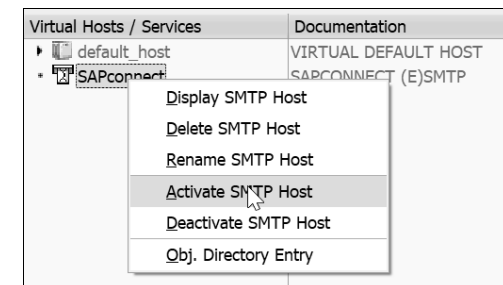 Virtual Hosts / Services Documentation
default_host VIRTUAL DEFAULT HOST
SAPconnect SAPCONNECT (E)SMTP
Display SMTP Host
Delete SMTP Host
Rename SMTP Host
Activate SMTP Host
Deactivate SMTP Host
Obj. Directory Entry